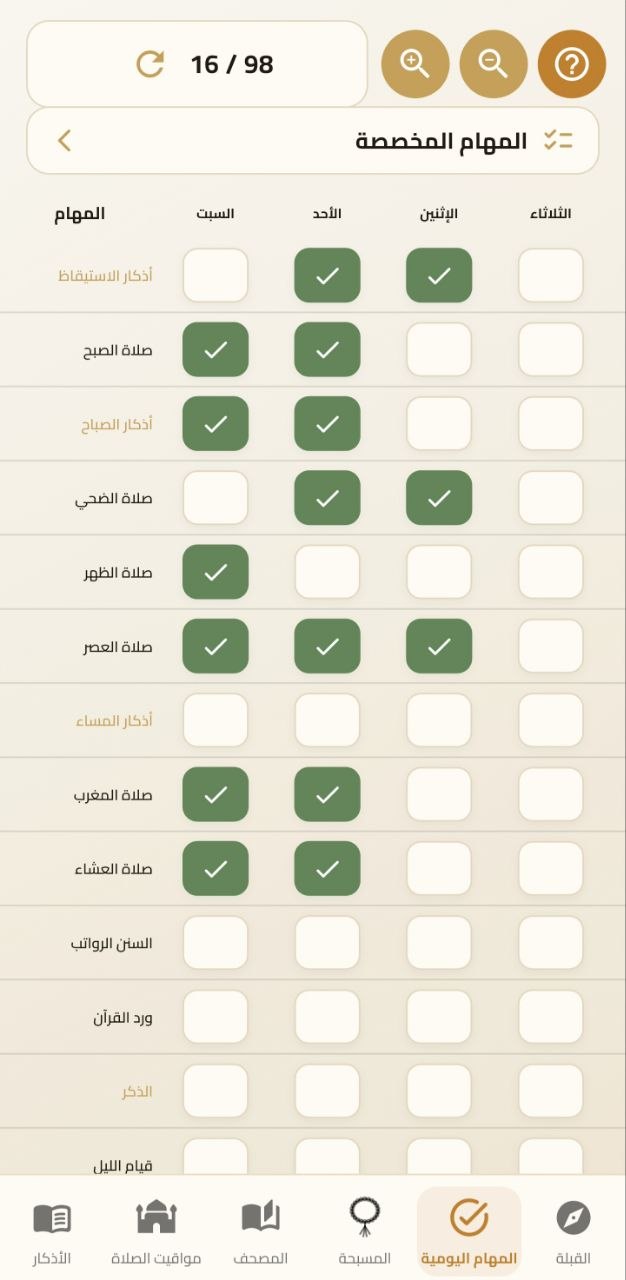 16 / 98
المهام المخصصة
المهام السبت الأحد الإثنين الثلاثاء
أذكار الاستيقاظ
صلاة الصبح
أذكار الصباح
صلاة الضحي
صلاة الظهر
صلاة العصر
أذكار المساء
صلاة المغرب
صلاة العشاء
السنن الرواتب
ورد القرآن
الذكر
قيام الليل
القبلة المهام اليومية المسبحة المصحف مواقيت الصلاة الأذكار